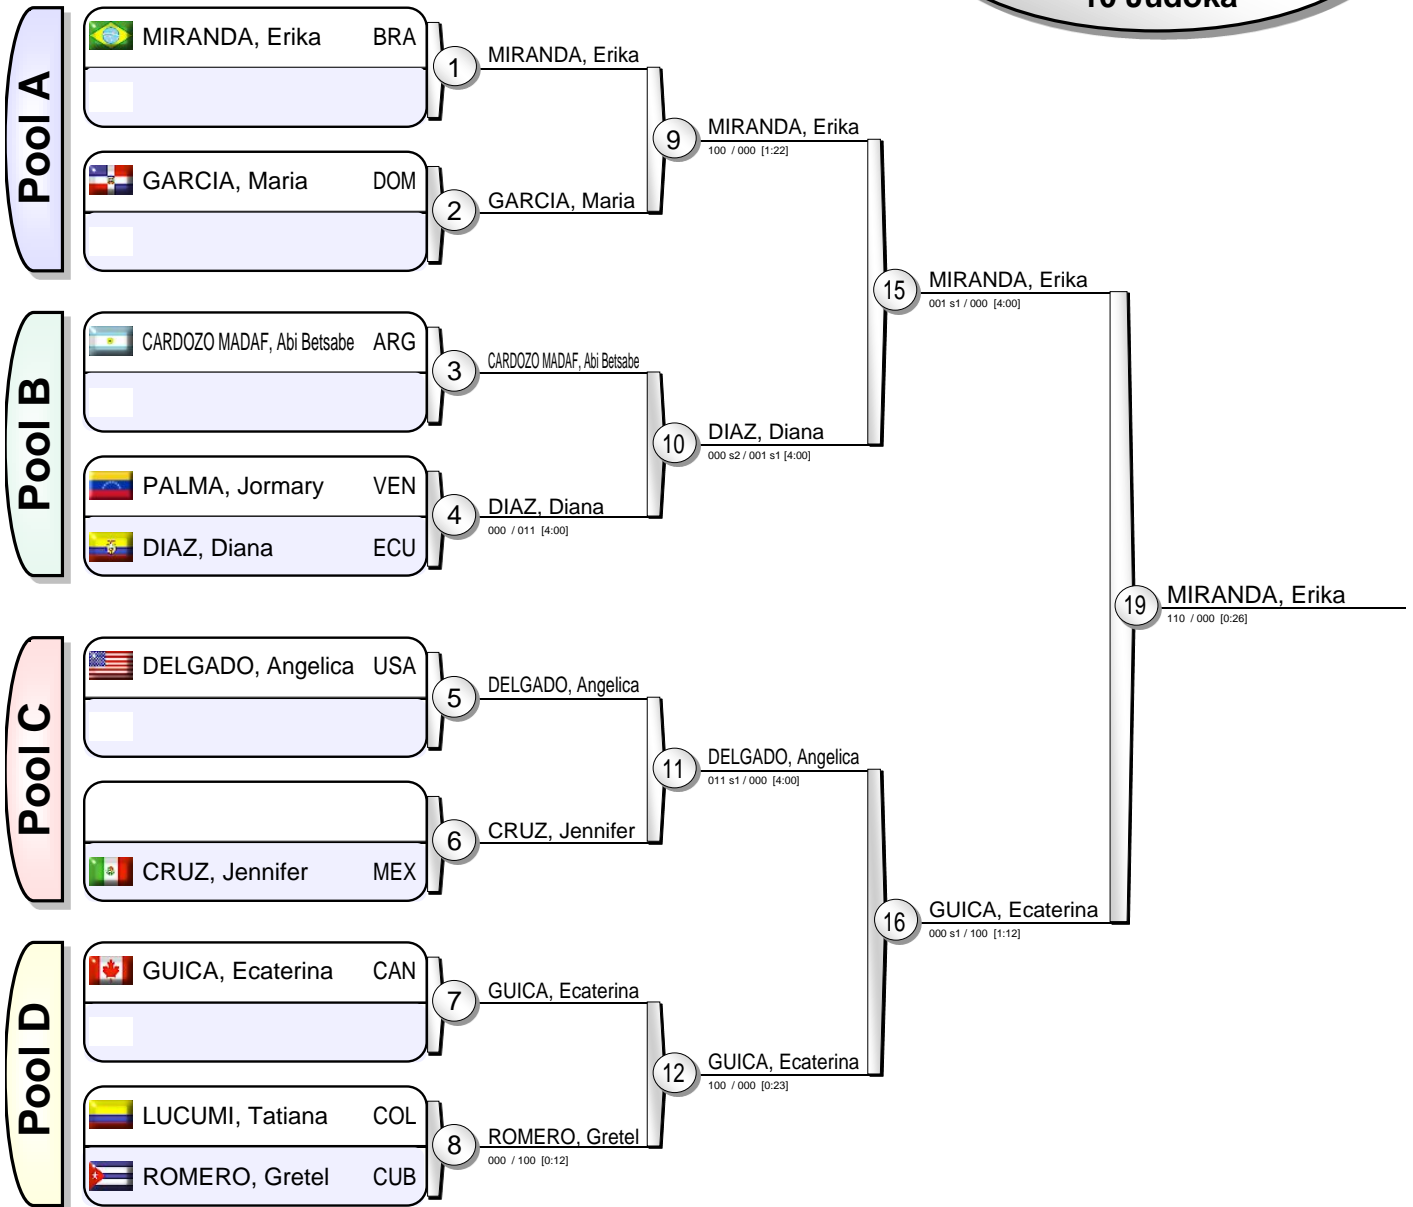 10 Judoka
Pool A
MIRANDA, Erika BRA
1
MIRANDA, Erika
GARCIA, Maria DOM
2
GARCIA, Maria
9
MIRANDA, Erika
100 / 000 [1:22]
Pool B
CARDOZO MADAF, Abi Betsabe ARG
3
CARDOZO MADAF, Abi Betsabe
PALMA, Jormary VEN
DIAZ, Diana ECU
4
DIAZ, Diana
000 / 011 [4:00]
10
DIAZ, Diana
000 s2 / 001 s1 [4:00]
15
MIRANDA, Erika
001 s1 / 000 [4:00]
Pool C
DELGADO, Angelica USA
5
DELGADO, Angelica
CRUZ, Jennifer MEX
6
CRUZ, Jennifer
11
DELGADO, Angelica
011 s1 / 000 [4:00]
Pool D
GUICA, Ecaterina CAN
7
GUICA, Ecaterina
LUCUMI, Tatiana COL
ROMERO, Gretel CUB
8
ROMERO, Gretel
000 / 100 [0:12]
12
GUICA, Ecaterina
100 / 000 [0:23]
16
GUICA, Ecaterina
000 s1 / 100 [1:12]
19
MIRANDA, Erika
110 / 000 [0:26]